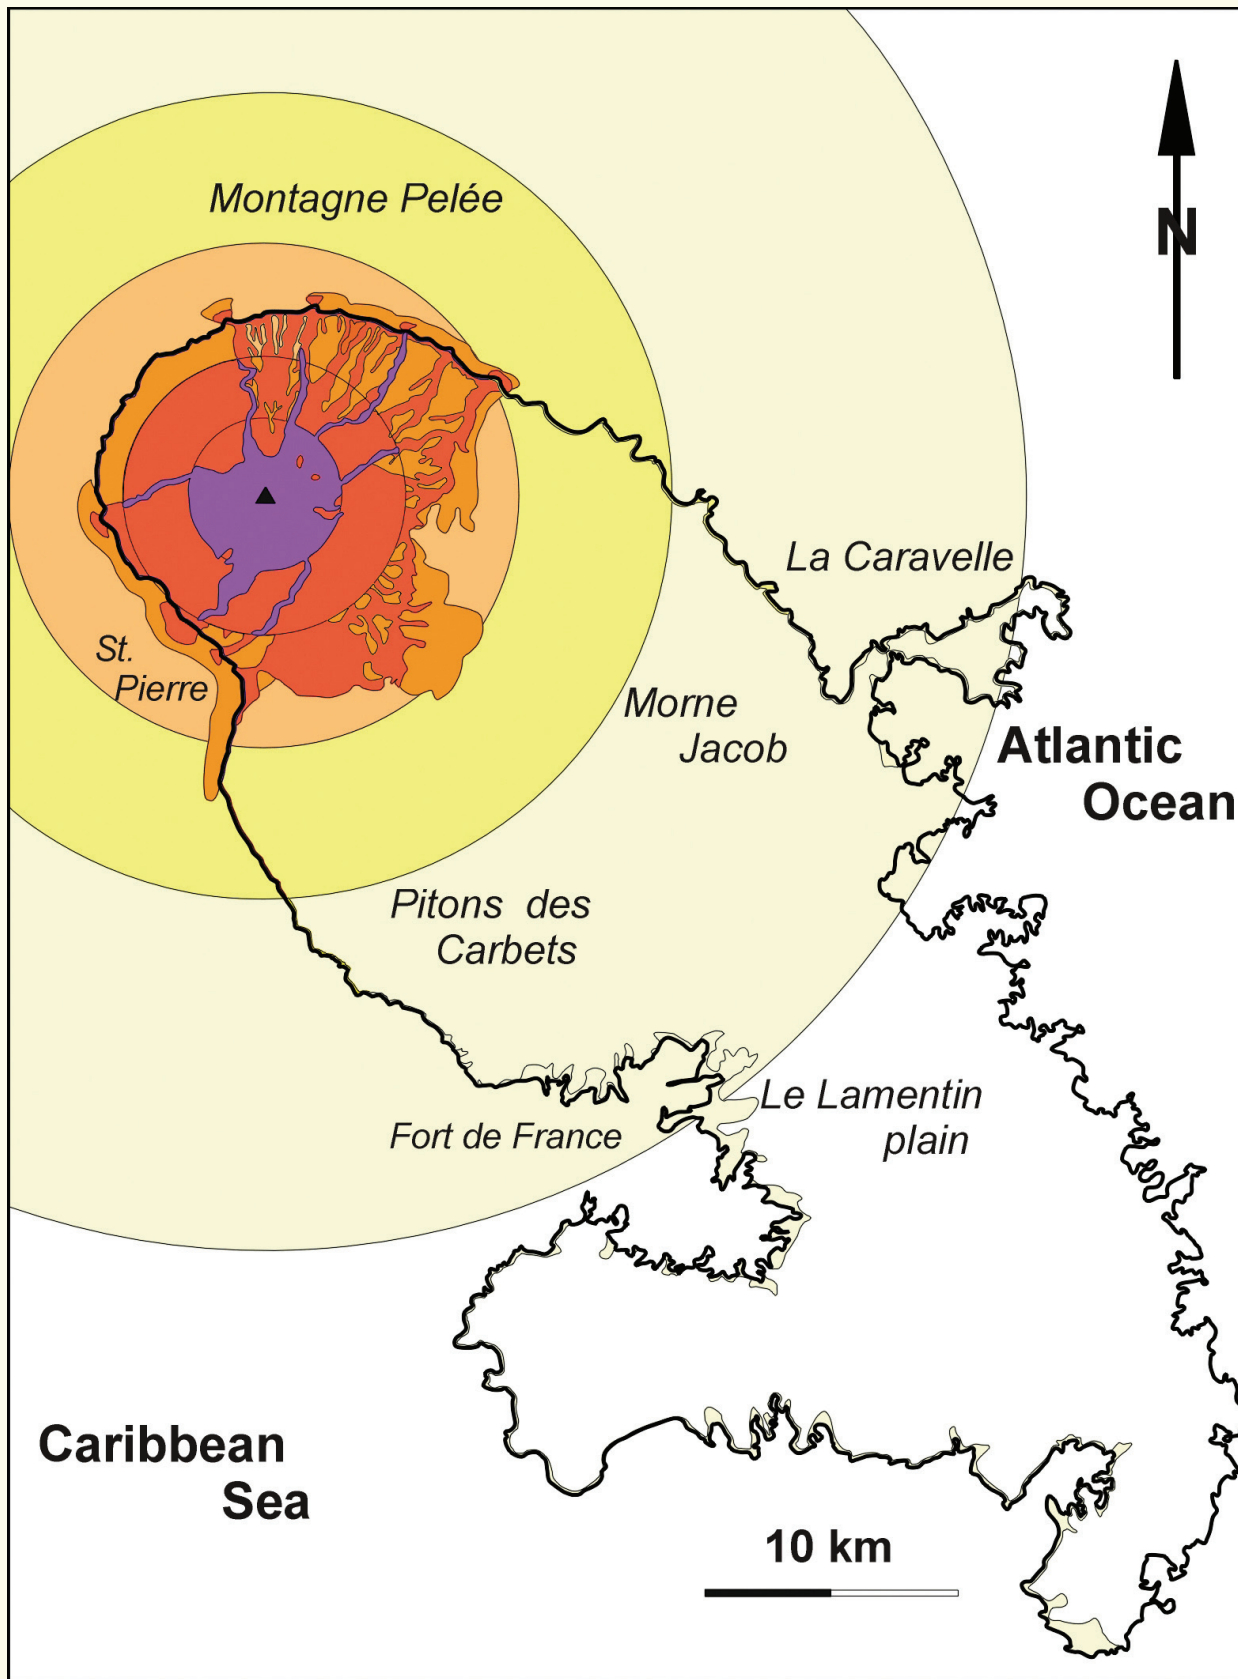 Montagne Pelée
N
La Caravelle
St.
Pierre
Morne
Jacob
Atlantic
Ocean
Pitons des
Carbets
Le Lamentin
plain
Fort de France
Caribbean
Sea
10 km